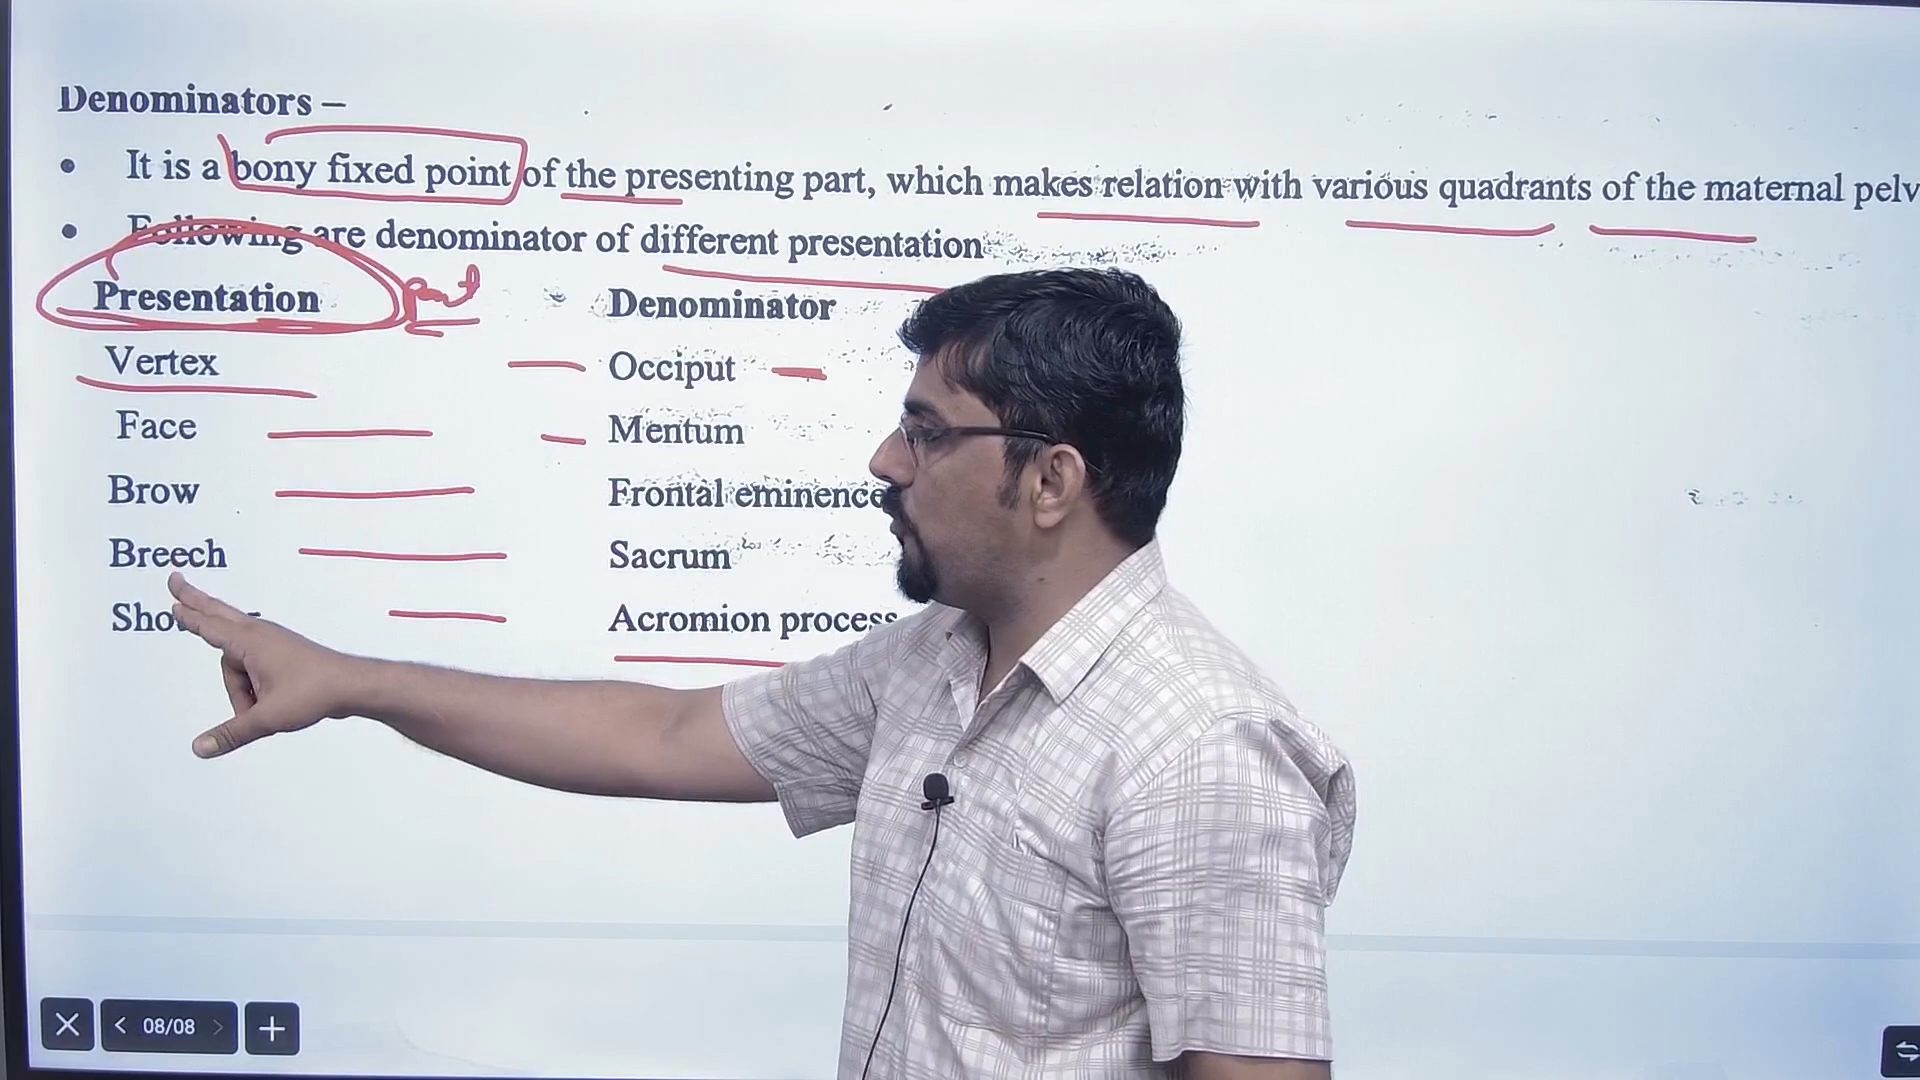 Denominators –
• It is a bony fixed point of the presenting part, which makes relation with various quadrants of the maternal pelv
• Following are denominator of different presentation
Presentation part Denominator
Vertex Occiput
Face Mentum
Brow Frontal eminence
Breech Sacrum
Sho Acromion process
08/08